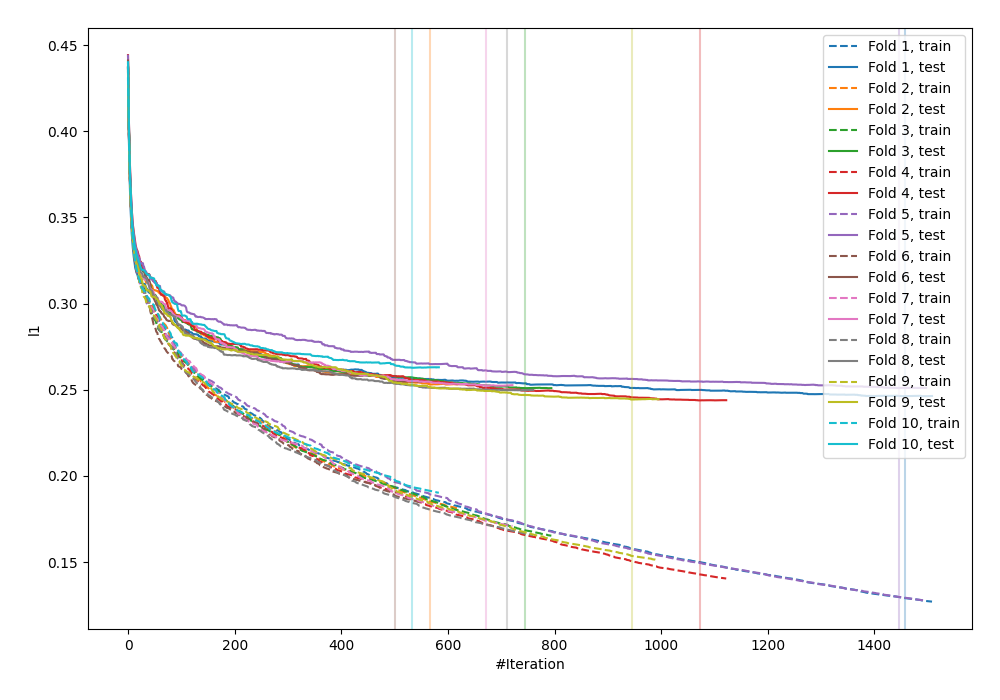 0.45
0.40
0.35
0.30
0.25
0.20
0.15
l1
0
200
400
600
800
1000
1200
1400
#Iteration
Fold 1, train
Fold 1, test
Fold 2, train
Fold 2, test
Fold 3, train
Fold 3, test
Fold 4, train
Fold 4, test
Fold 5, train
Fold 5, test
Fold 6, train
Fold 6, test
Fold 7, train
Fold 7, test
Fold 8, train
Fold 8, test
Fold 9, train
Fold 9, test
Fold 10, train
Fold 10, test